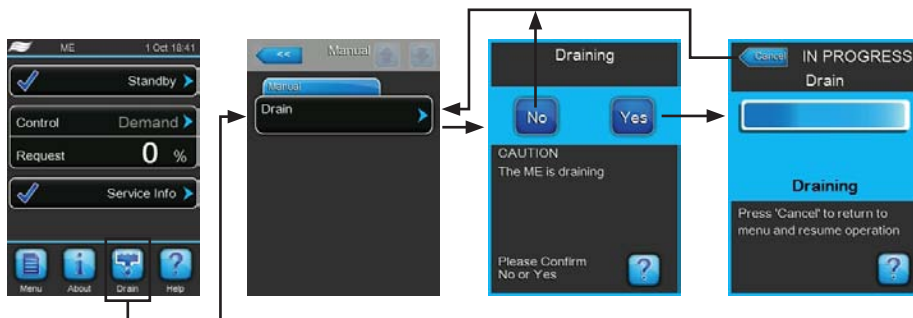 ME 1 Oct 18:41
Standby
Control Demand
Request 0 %
Service Info
Menu About Drain Help
<< Manual
Manual
Drain
Draining
No Yes
CAUTION
The ME is draining
Please Confirm
No or Yes
?
Cancel IN PROGRESS
Drain
Draining
Press 'Cancel' to return to
menu and resume operation
?